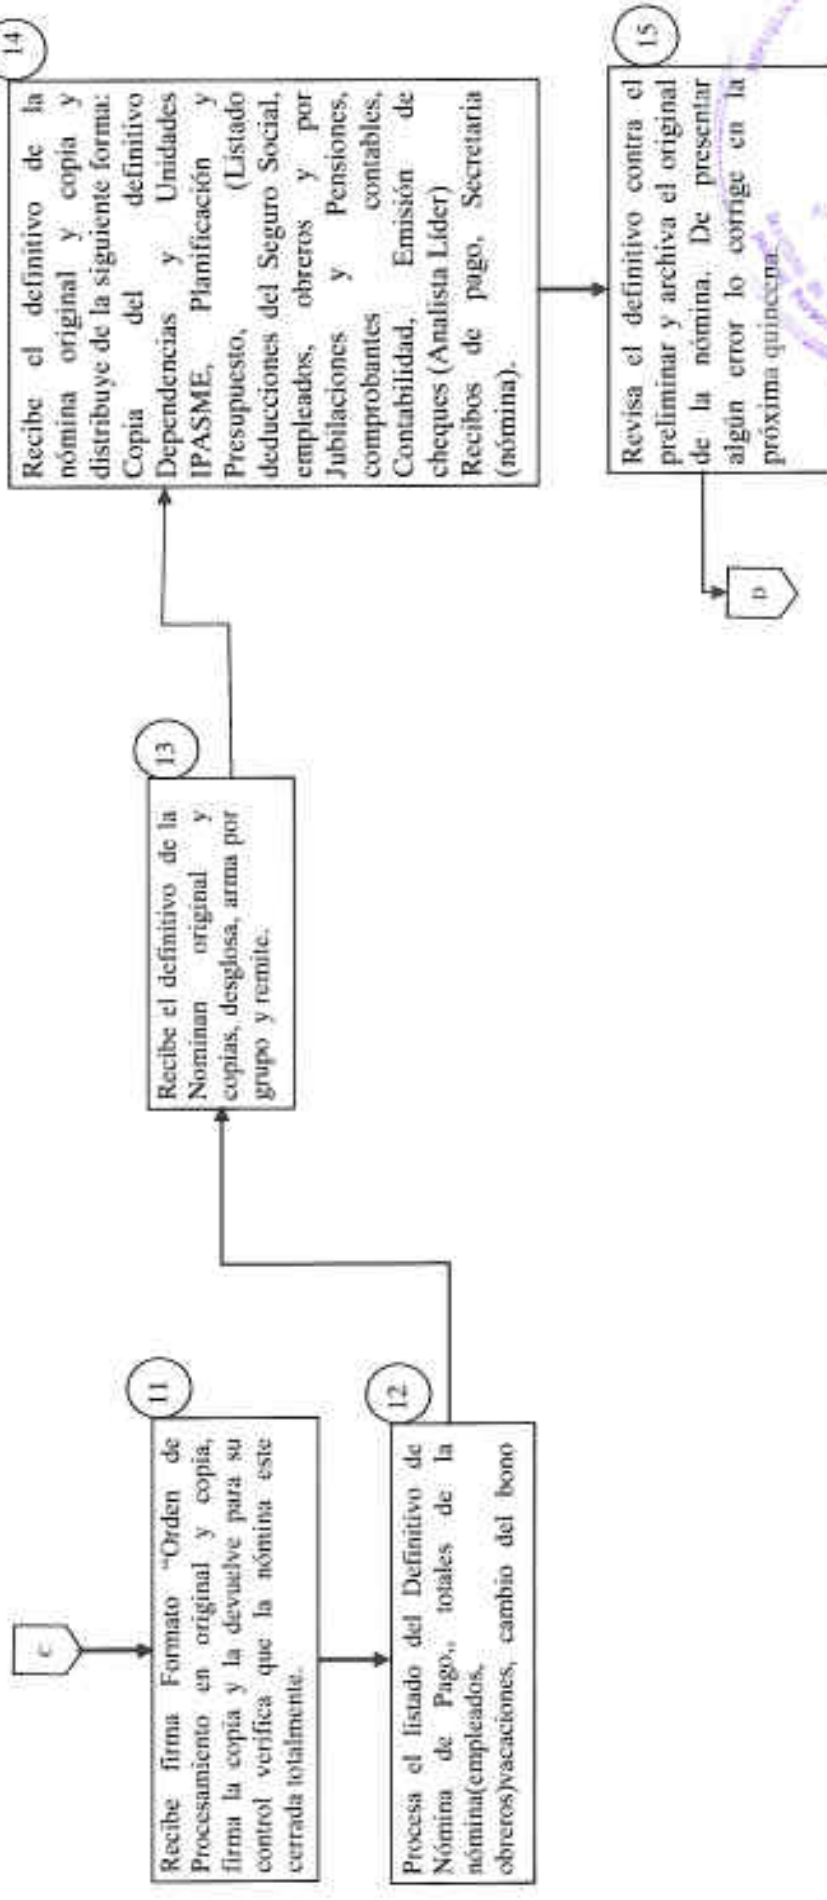 C
11
Recibe firma Formato “Orden de
Procesamiento en original y copia,
firma la copia y la devuelve para su
control verifica que la nómina este
cerrada totalmente.
12
Procesa el listado del Definitivo de
Nómina de Pago,, totales de la
nómina(empleados,
obreros)vacaciones, cambio del bono
13
Recibe el definitivo de la
Nominan original y
copias, desglosa, arma por
grupo y remite.
14
Recibe el definitivo de la
nómina original y copia y
distribuye de la siguiente forma:
Copia del definitivo
Dependencias y Unidades
IPASME, Planificación y
Presupuesto, (Listado
deducciones del Seguro Social,
empleados, obreros y por
Jubilaciones y Pensiones,
comprobantes contables,
Contabilidad, Emisión de
cheques (Analista Líder)
Recibos de pago, Secretaria
(nómina).
15
Revisa el definitivo contra el
preliminar y archiva el original
de la nómina. De presentar
algún error lo corrige en la
próxima quincena.
D